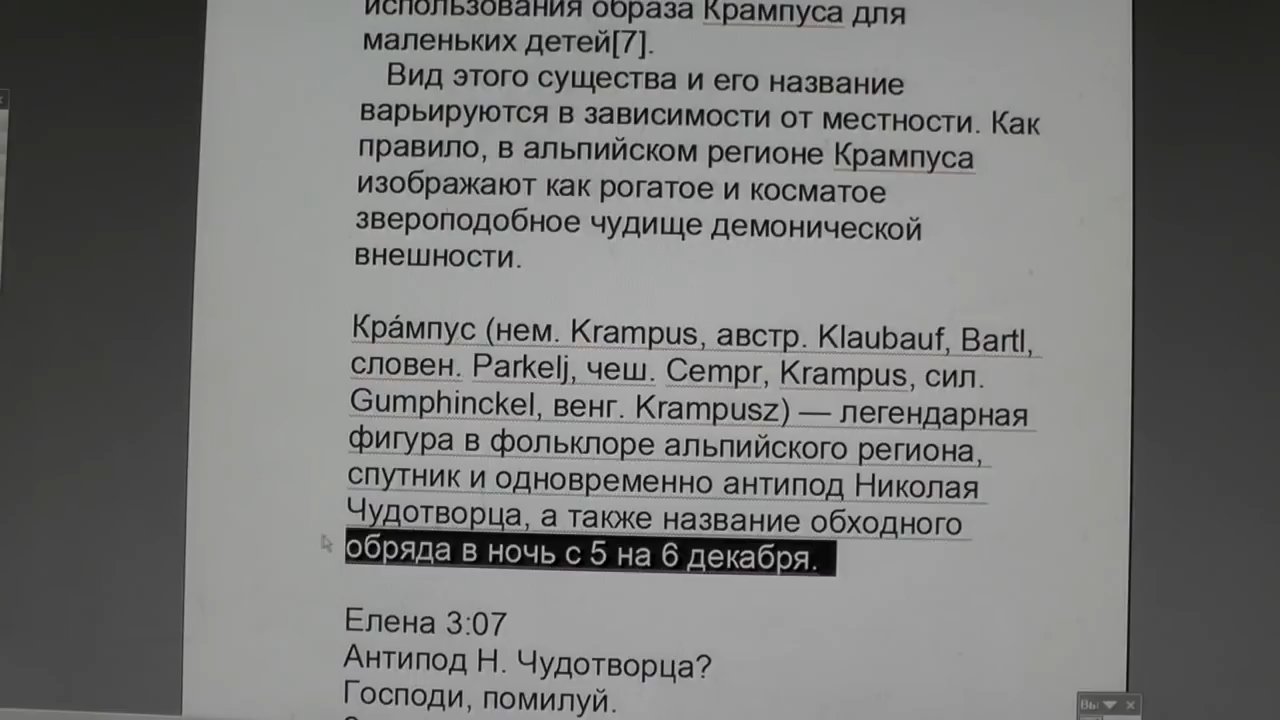 использования образа Крампуса для
маленьких детей[7].
Вид этого существа и его название
варьируются в зависимости от местности. Как
правило, в альпийском регионе Крампуса
изображают как рогатое и косматое
звероподобное чудище демонической
внешности.
Кра́мпус (нем. Krampus, австр. Klaubauf, Bartl,
словен. Parkelj, чеш. Cempr, Krampus, сил.
Gumphinckel, венг. Krampusz) — легендарная
фигура в фольклоре альпийского региона,
спутник и одновременно антипод Николая
Чудотворца, а также название обходного
обряда в ночь с 5 на 6 декабря.
Елена 3:07
Антипод Н. Чудотворца?
Господи, помилуй.
Вы